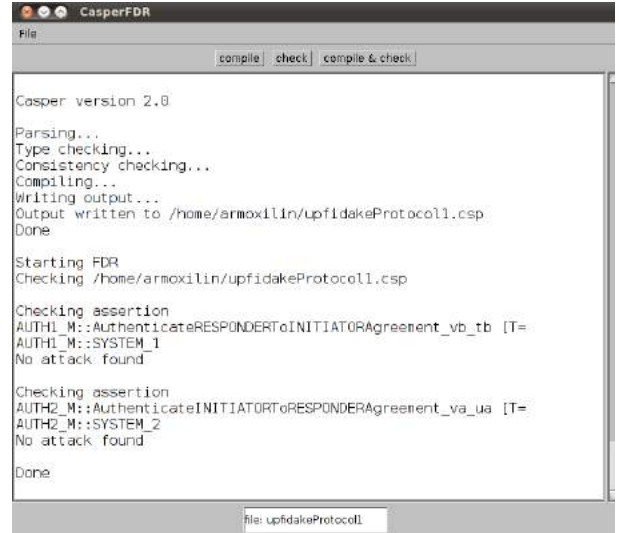 CasperFDR
File
compile check compile & check
Casper version 2.0
Parsing...
Type checking...
Consistency checking...
Compiling...
Writing output...
Output written to /home/armoxilin/upfidakeProtocol1.csp
Done
Starting FDR
Checking /home/armoxilin/upfidakeProtocol1.csp
Checking assertion
AUTH1_M::AuthenticateRESPONDERToINITIATORAgreement_vb_tb [T=
AUTH1_M::SYSTEM_1
No attack found
Checking assertion
AUTH2_M::AuthenticateINITIATORToRESPONDERAgreement_va_ua [T=
AUTH2_M::SYSTEM_2
No attack found
Done
file: upfidakeProtocol1